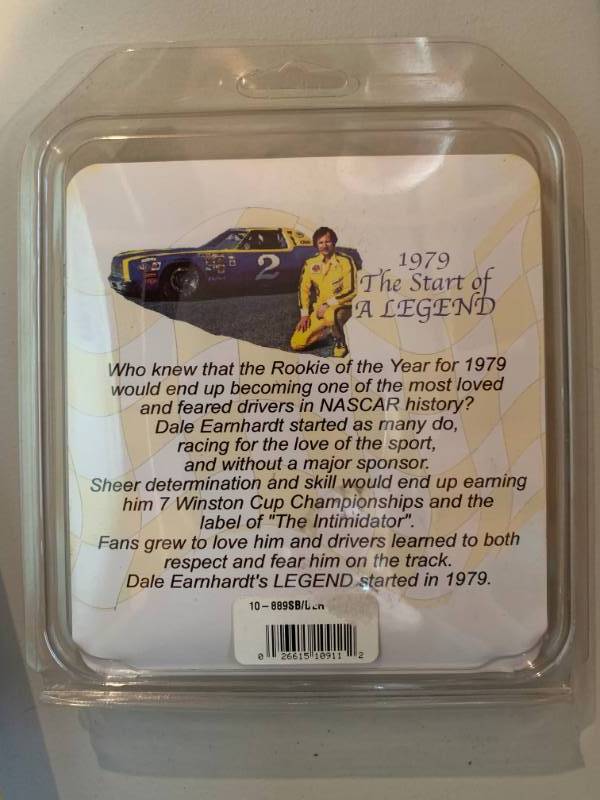 2
1979
The Start of
A LEGEND
Who knew that the Rookie of the Year for 1979
would end up becoming one of the most loved
and feared drivers in NASCAR history?
Dale Earnhardt started as many do,
racing for the love of the sport,
and without a major sponsor.
Sheer determination and skill would end up earning
him 7 Winston Cup Championships and the
label of "The Intimidator".
Fans grew to love him and drivers learned to both
respect and fear him on the track.
Dale Earnhardt's LEGEND started in 1979.
10-889SB/
0 26615 10911 2